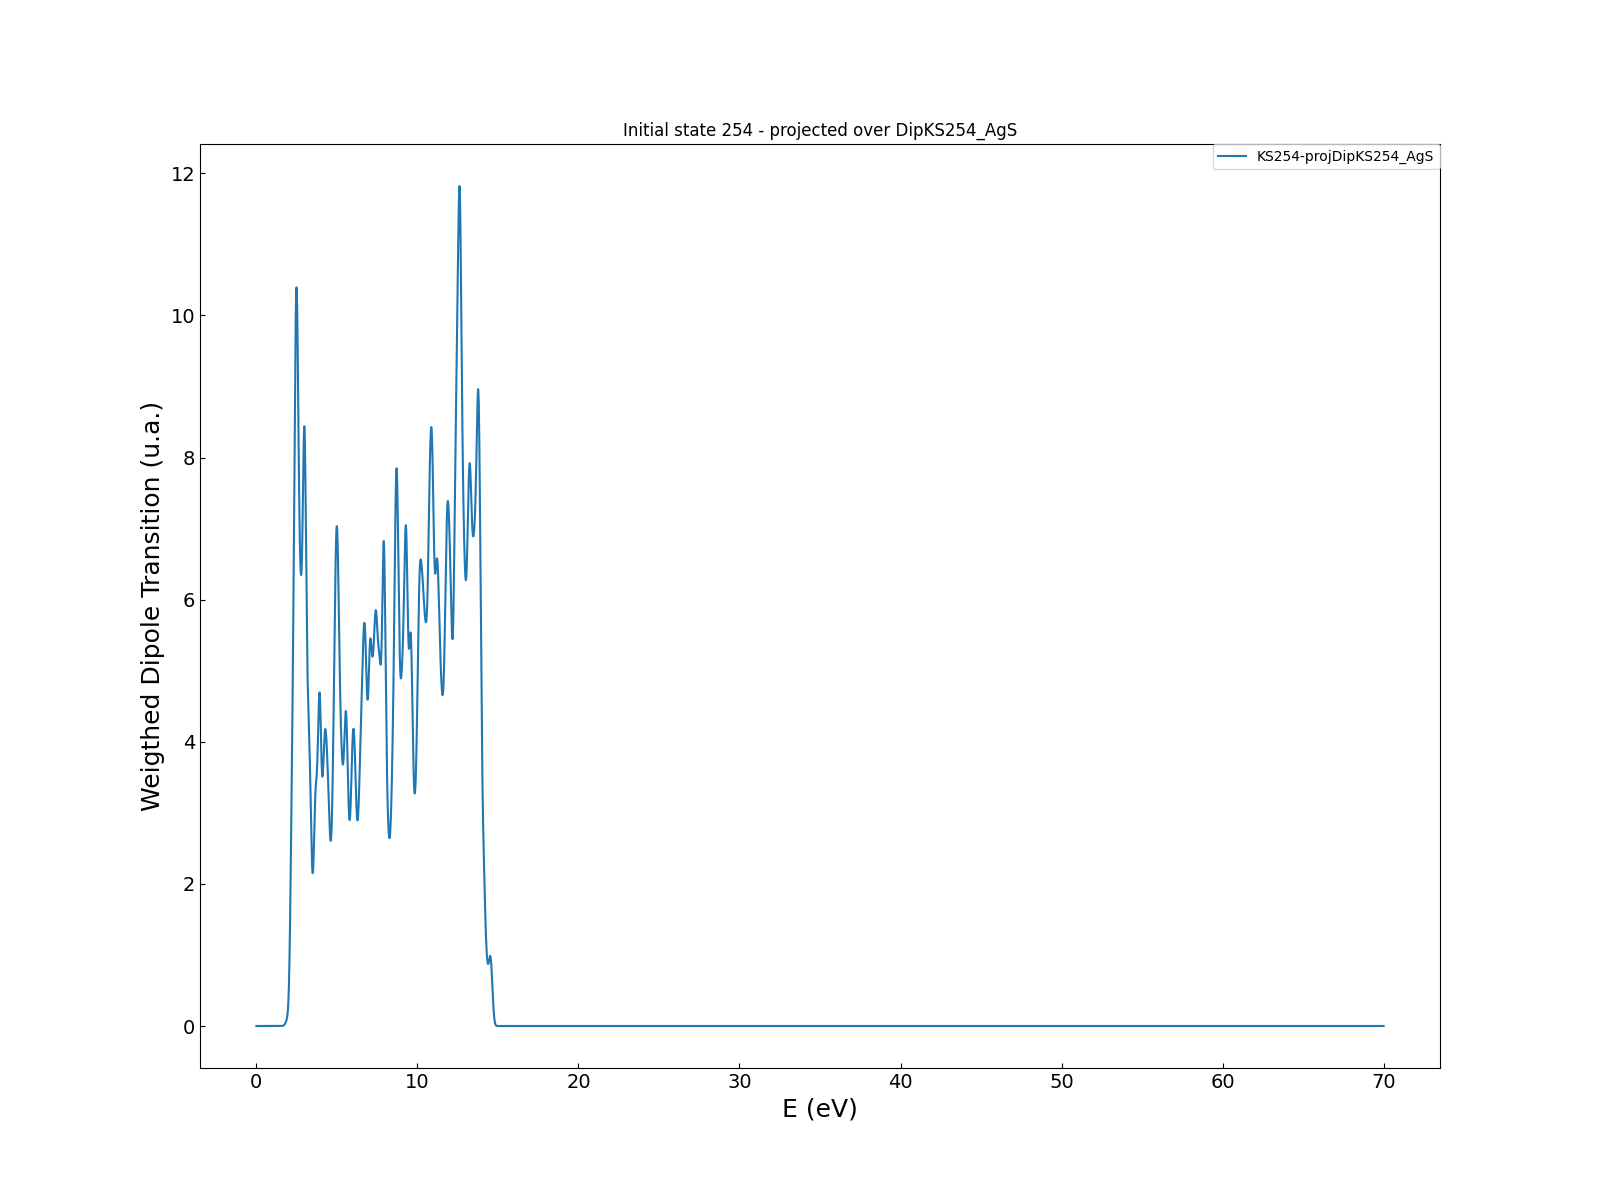 Initial state 254 - projected over DipKS254_AgS
KS254-projDipKS254_AgS
12
10
8
6
4
2
0
Weigthed Dipole Transition (u.a.)
0 10 20 30 40 50 60 70
E (eV)